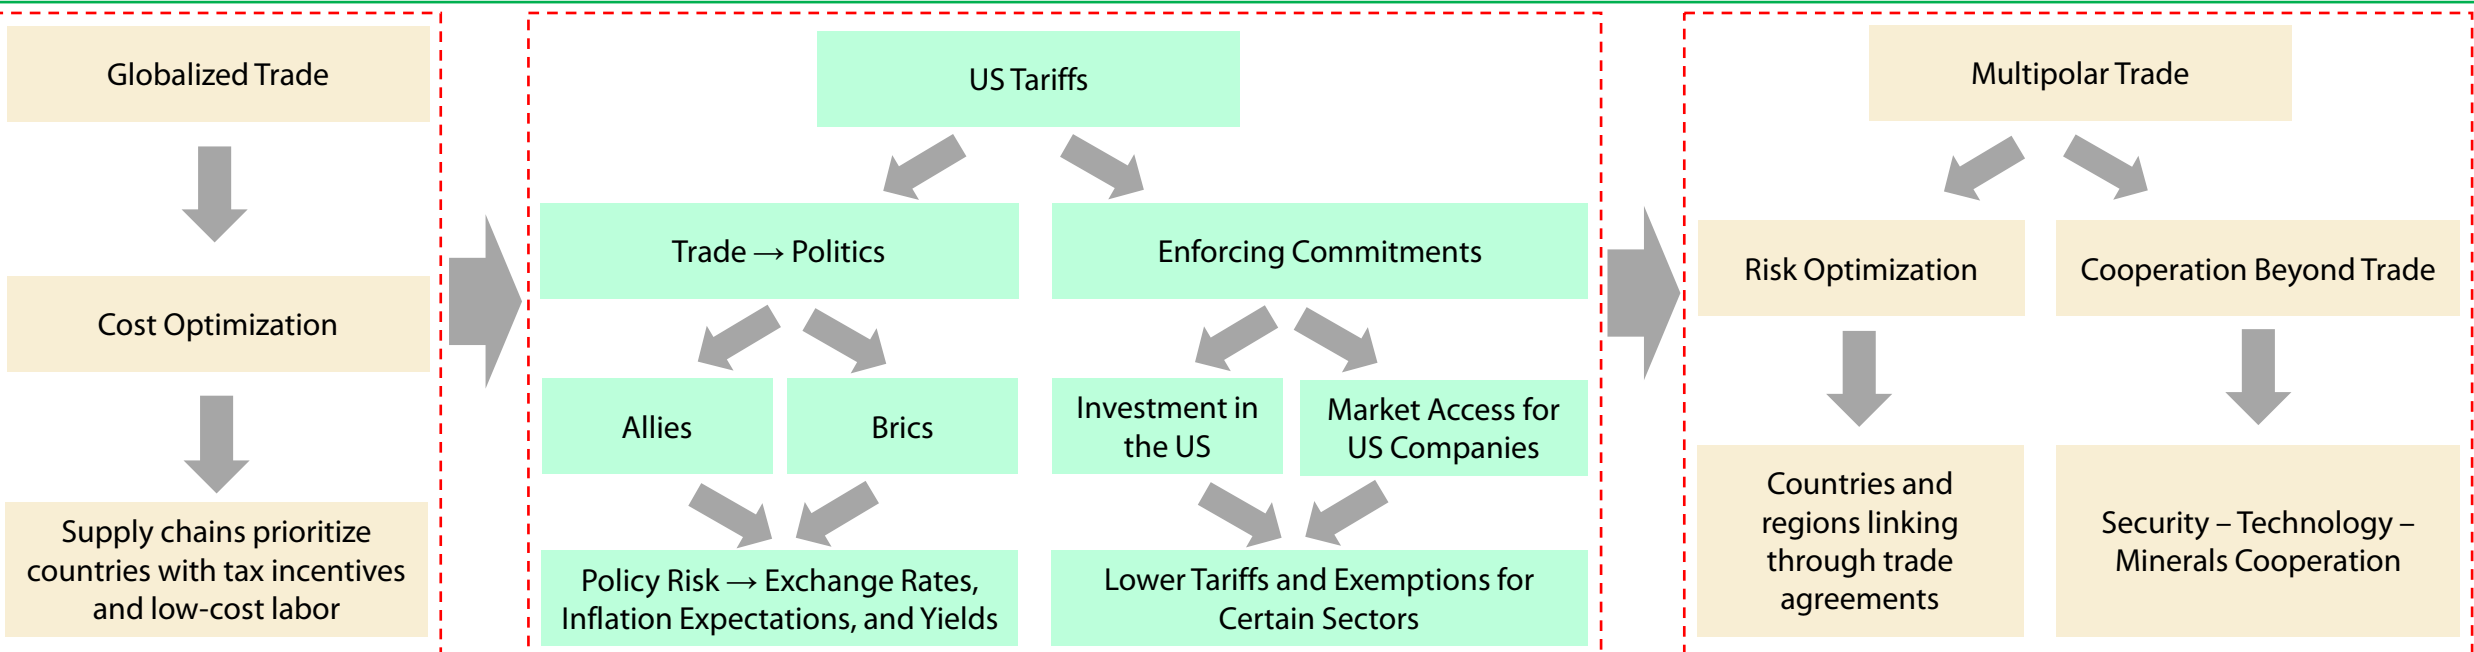 Globalized Trade
Cost Optimization
Supply chains prioritize
countries with tax incentives
and low-cost labor
US Tariffs
Trade → Politics
Enforcing Commitments
Allies
Brics
Investment in
the US
Market Access for
US Companies
Policy Risk → Exchange Rates,
Inflation Expectations, and Yields
Lower Tariffs and Exemptions for
Certain Sectors
Multipolar Trade
Risk Optimization
Cooperation Beyond Trade
Countries and
regions linking
through trade
agreements
Security – Technology –
Minerals Cooperation